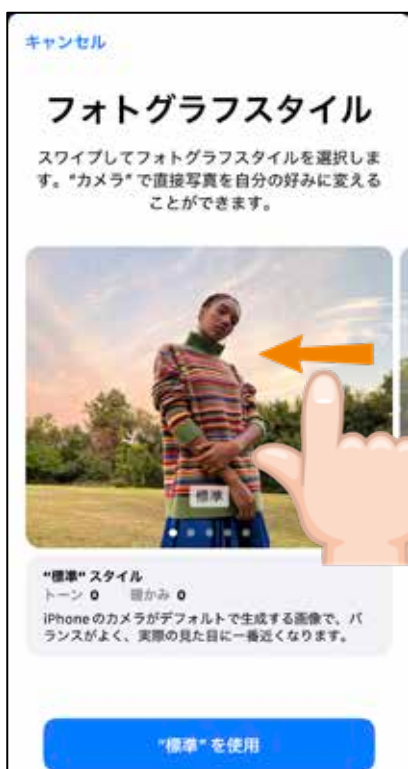 キャンセル
フォトグラフスタイル
スワイプしてフォトグラフスタイルを選択しま
す。“カメラ”で直接写真を自分の好みに変える
ことができます。
標準
“標準”スタイル
トーン 0 暖かみ 0
iPhoneのカメラがデフォルトで生成する画像で、バ
ランスがよく、実際の見た目に一番近くなります。
“標準”を使用